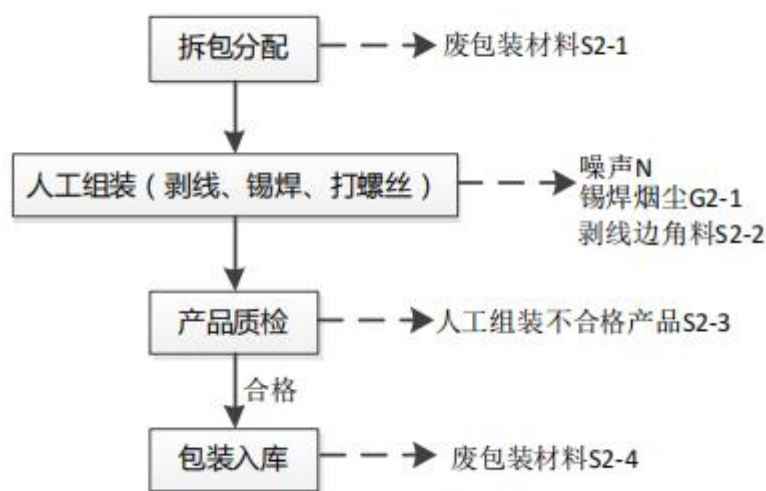 拆包分配
废包装材料S2-1
人工组装（剥线、锡焊、打螺丝）
噪声N
锡焊烟尘G2-1
剥线边角料S2-2
产品质检
人工组装不合格产品S2-3
合格
包装入库
废包装材料S2-4